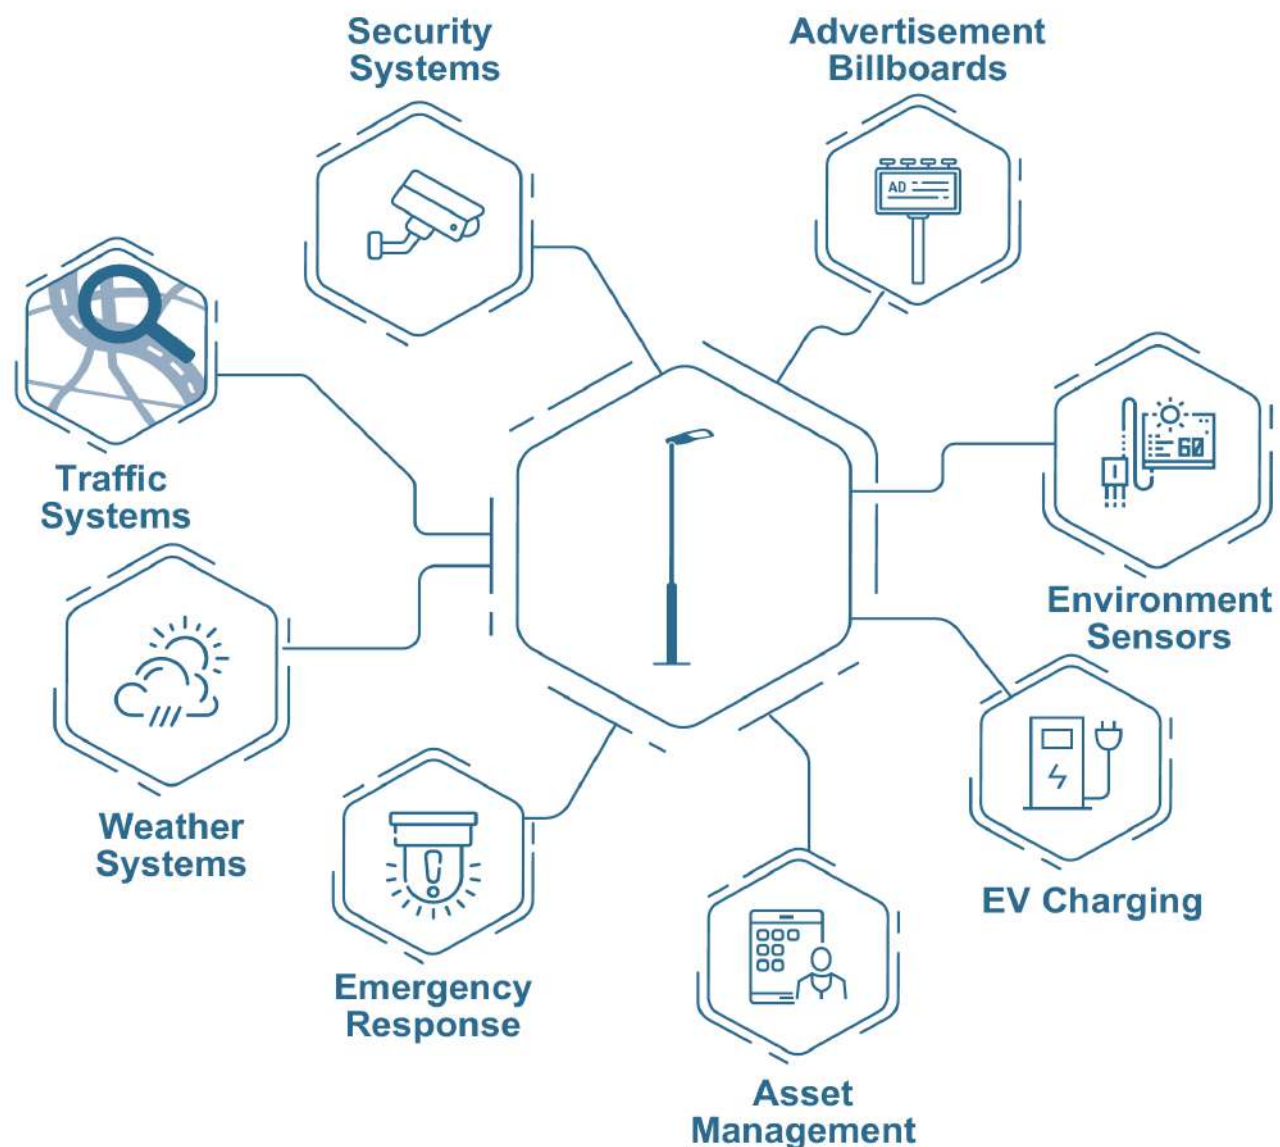 Security
Systems
Advertisement
Billboards
AD
Traffic
Systems
60
Environment
Sensors
Weather
Systems
EV Charging
Emergency
Response
Asset
Management